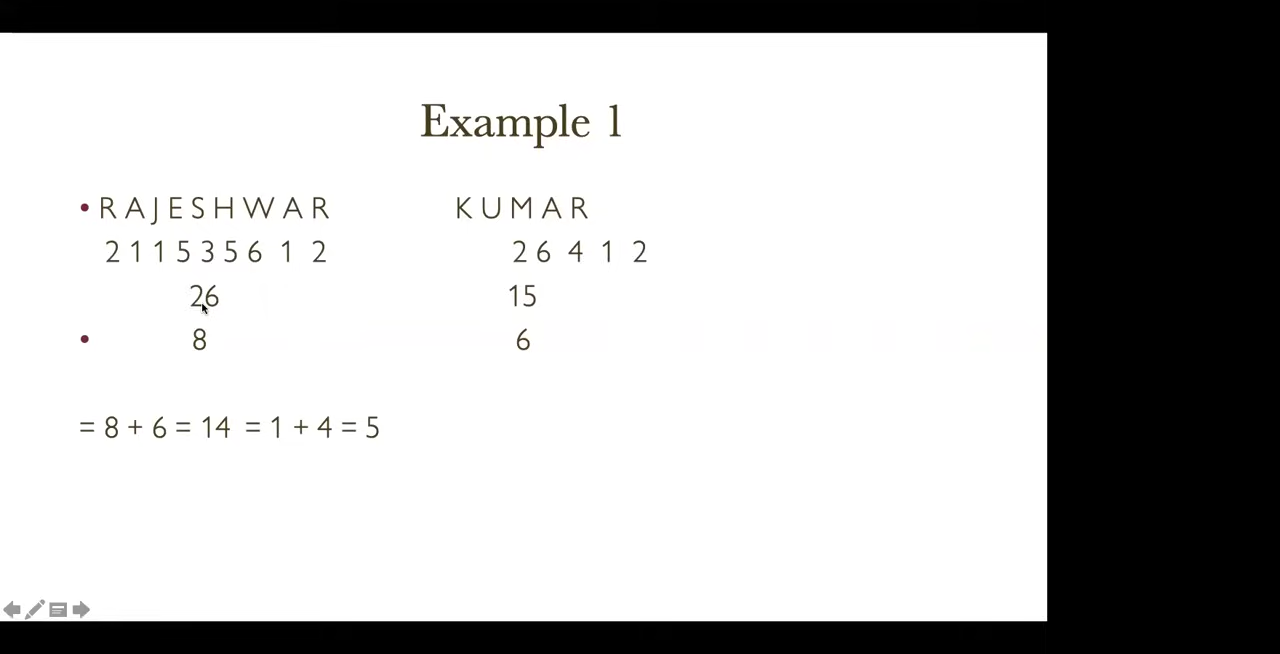 Example 1
• R A J E S H W A R K U M A R
2 1 1 5 3 5 6 1 2 2 6 4 1 2
26 15
• 8 6
= 8 + 6 = 14 = 1 + 4 = 5